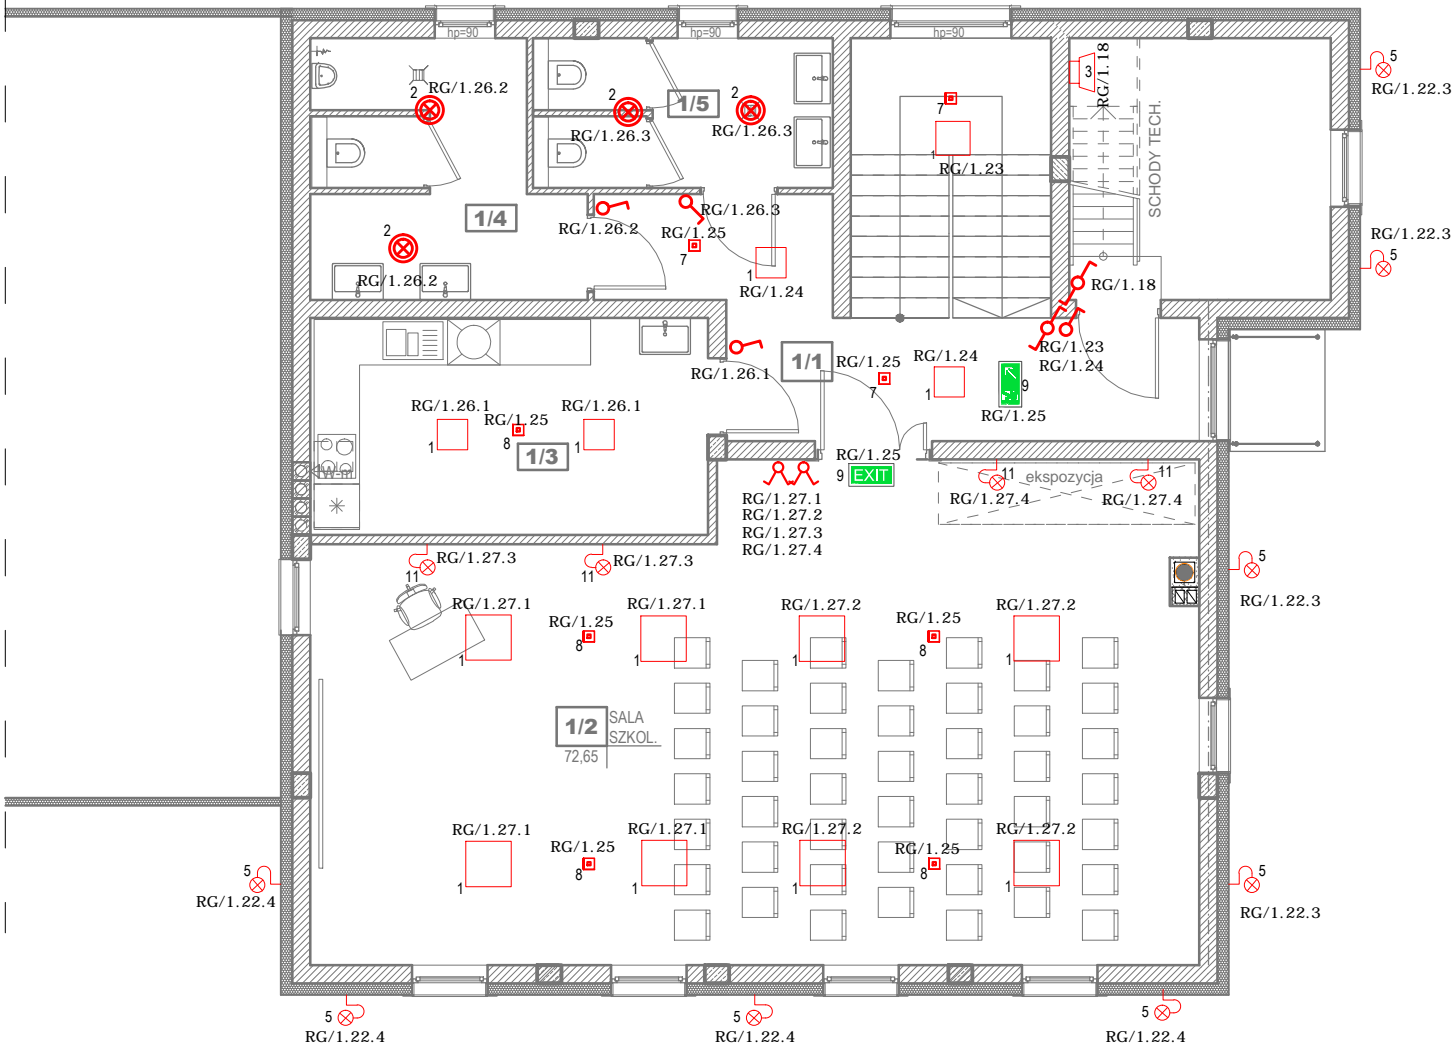 hp=90
hp=90
hp=90
2
RG/1.26.2
2
RG/1.26.3
1/5
2
RG/1.26.3
7
1
RG/1.23
3
RG/1.18
SCHODY TECH.
5
RG/1.22.3
RG/1.22.3
5
1/4
2
RG/1.26.2
RG/1.26.2
RG/1.26.3
RG/1.25
7
1
RG/1.24
RG/1.18
RG/1.23
RG/1.24
RG/1.26.1
1/1
RG/1.25
7
RG/1.24
1
9
RG/1.25
RG/1.26.1
1
RG/1.25
8
RG/1.26.1
1
1/3
W-m
RG/1.25
9
EXIT
RG/1.27.1
RG/1.27.2
RG/1.27.3
RG/1.27.4
11
RG/1.27.4
ekspozycja
11
RG/1.27.4
11
RG/1.27.3
11
RG/1.27.3
5
RG/1.22.3
RG/1.27.1
1
RG/1.25
8
RG/1.27.1
1
RG/1.27.2
1
RG/1.25
8
RG/1.27.2
1
1/2
SALA
SZKOL.
72,65
RG/1.27.1
1
RG/1.25
8
RG/1.27.1
1
RG/1.27.2
1
RG/1.25
8
RG/1.27.2
1
5
RG/1.22.4
5
RG/1.22.3
5
RG/1.22.4
5
RG/1.22.4
5
RG/1.22.4